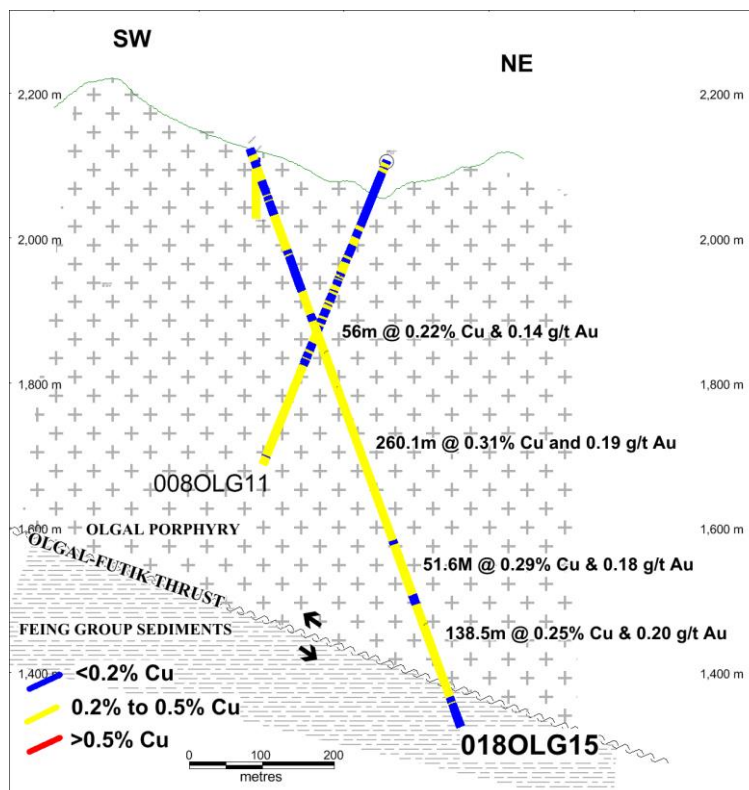 SW
NE
2,200 m
2,200 m
2,000 m
2,000 m
56m @ 0.22% Cu & 0.14 g/t Au
1,800 m
1,800 m
260.1m @ 0.31% Cu and 0.19 g/t Au
008OLG11
OLGAL PORPHYRY
1,600 m
1,600 m
OLGAL-FUTIK THRUST
51.6M @ 0.29% Cu & 0.18 g/t Au
FEING GROUP SEDIMENTS
138.5m @ 0.25% Cu & 0.20 g/t Au
1,400 m
1,400 m
<0.2% Cu
0.2% to 0.5% Cu
>0.5% Cu
018OLG15
0 100 200
metres